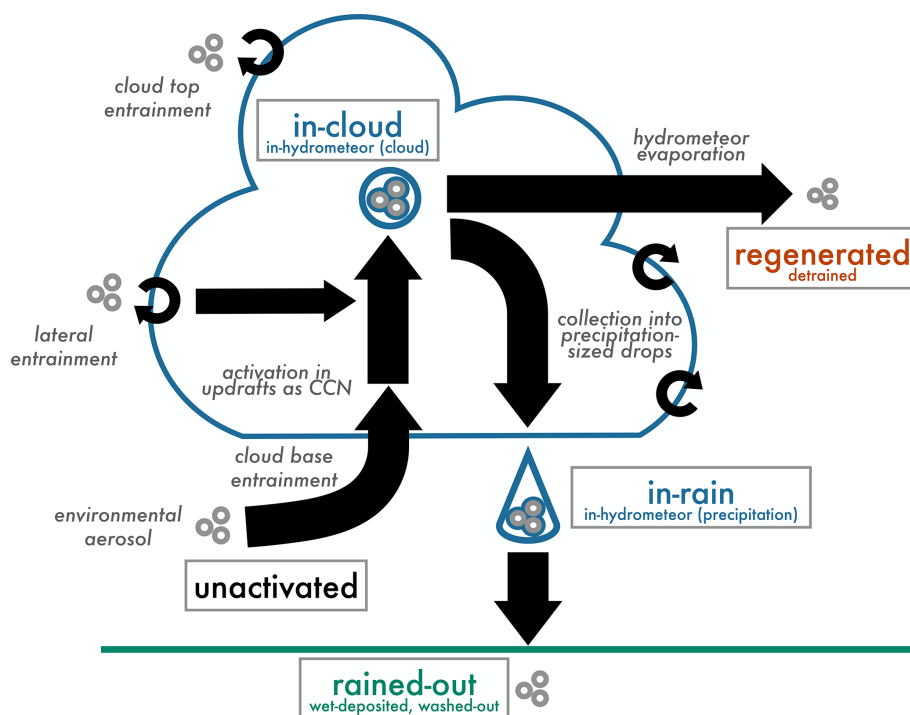 cloud top
entrainment
in-cloud
in-hydrometeor (cloud)
hydrometeor
evaporation
regenerated
detrained
lateral
entrainment
activation in
updrafts as CCN
collection into
precipitation-
sized drops
cloud base
entrainment
environmental
aerosol
unactivated
in-rain
in-hydrometeor (precipitation)
rained-out
wet-deposited, washed-out